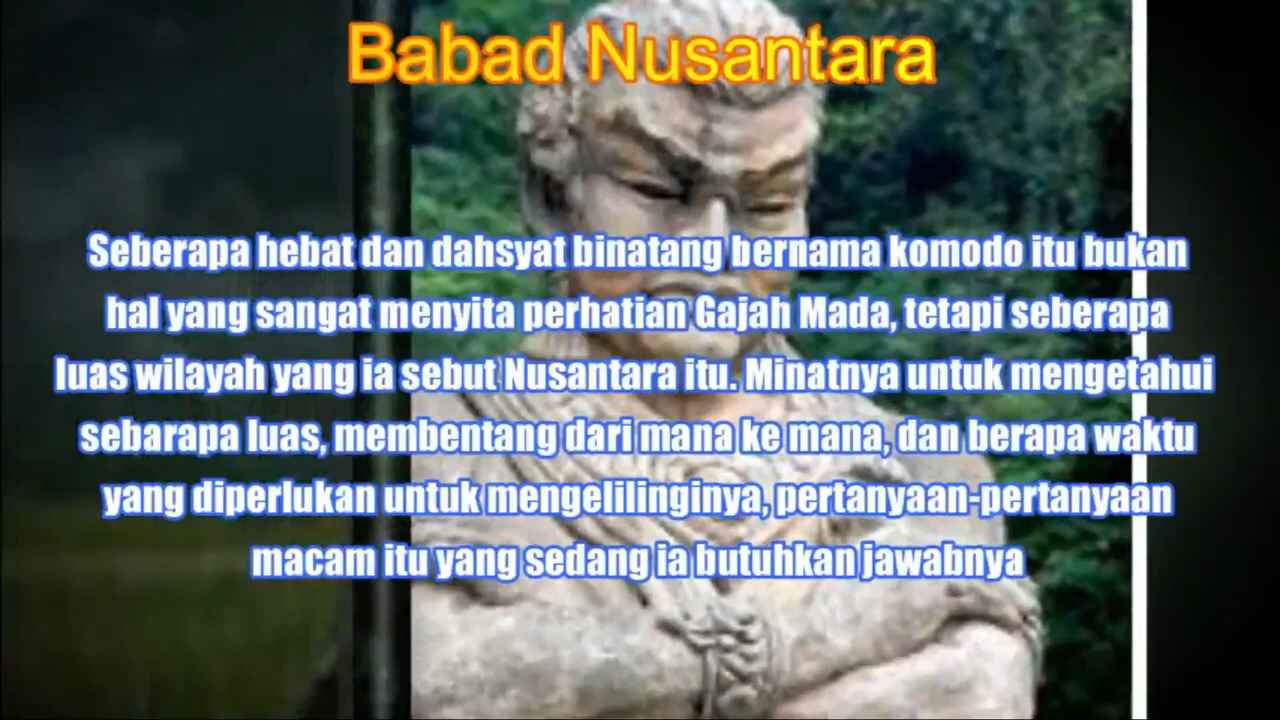 Babad Nusantara
Seberapa hebat dan dahsyat binatang bernama komodo itu bukan
hal yang sangat menyita perhatian Gajah Mada, tetapi seberapa
luas wilayah yang ia sebut Nusantara itu. Minatnya untuk mengetahui
sebarapa luas, membentang dari mana ke mana, dan berapa waktu
yang diperlukan untuk mengelilinginya, pertanyaan-pertanyaan
macam itu yang sedang ia butuhkan jawabnya